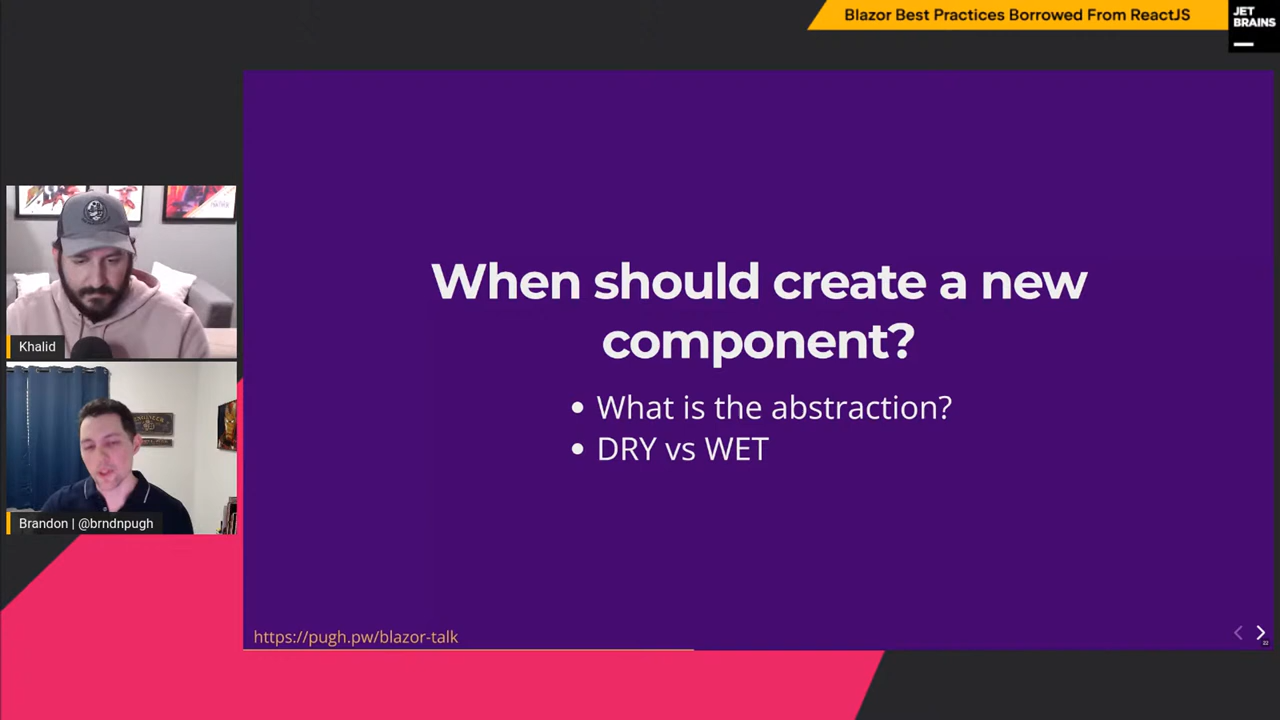 Blazor Best Practices Borrowed From ReactJS
JET
BRAINS
When should create a new
component?
• What is the abstraction?
• DRY vs WET
Khalid
Brandon | @brndnpugh
https://pugh.pw/blazor-talk
22